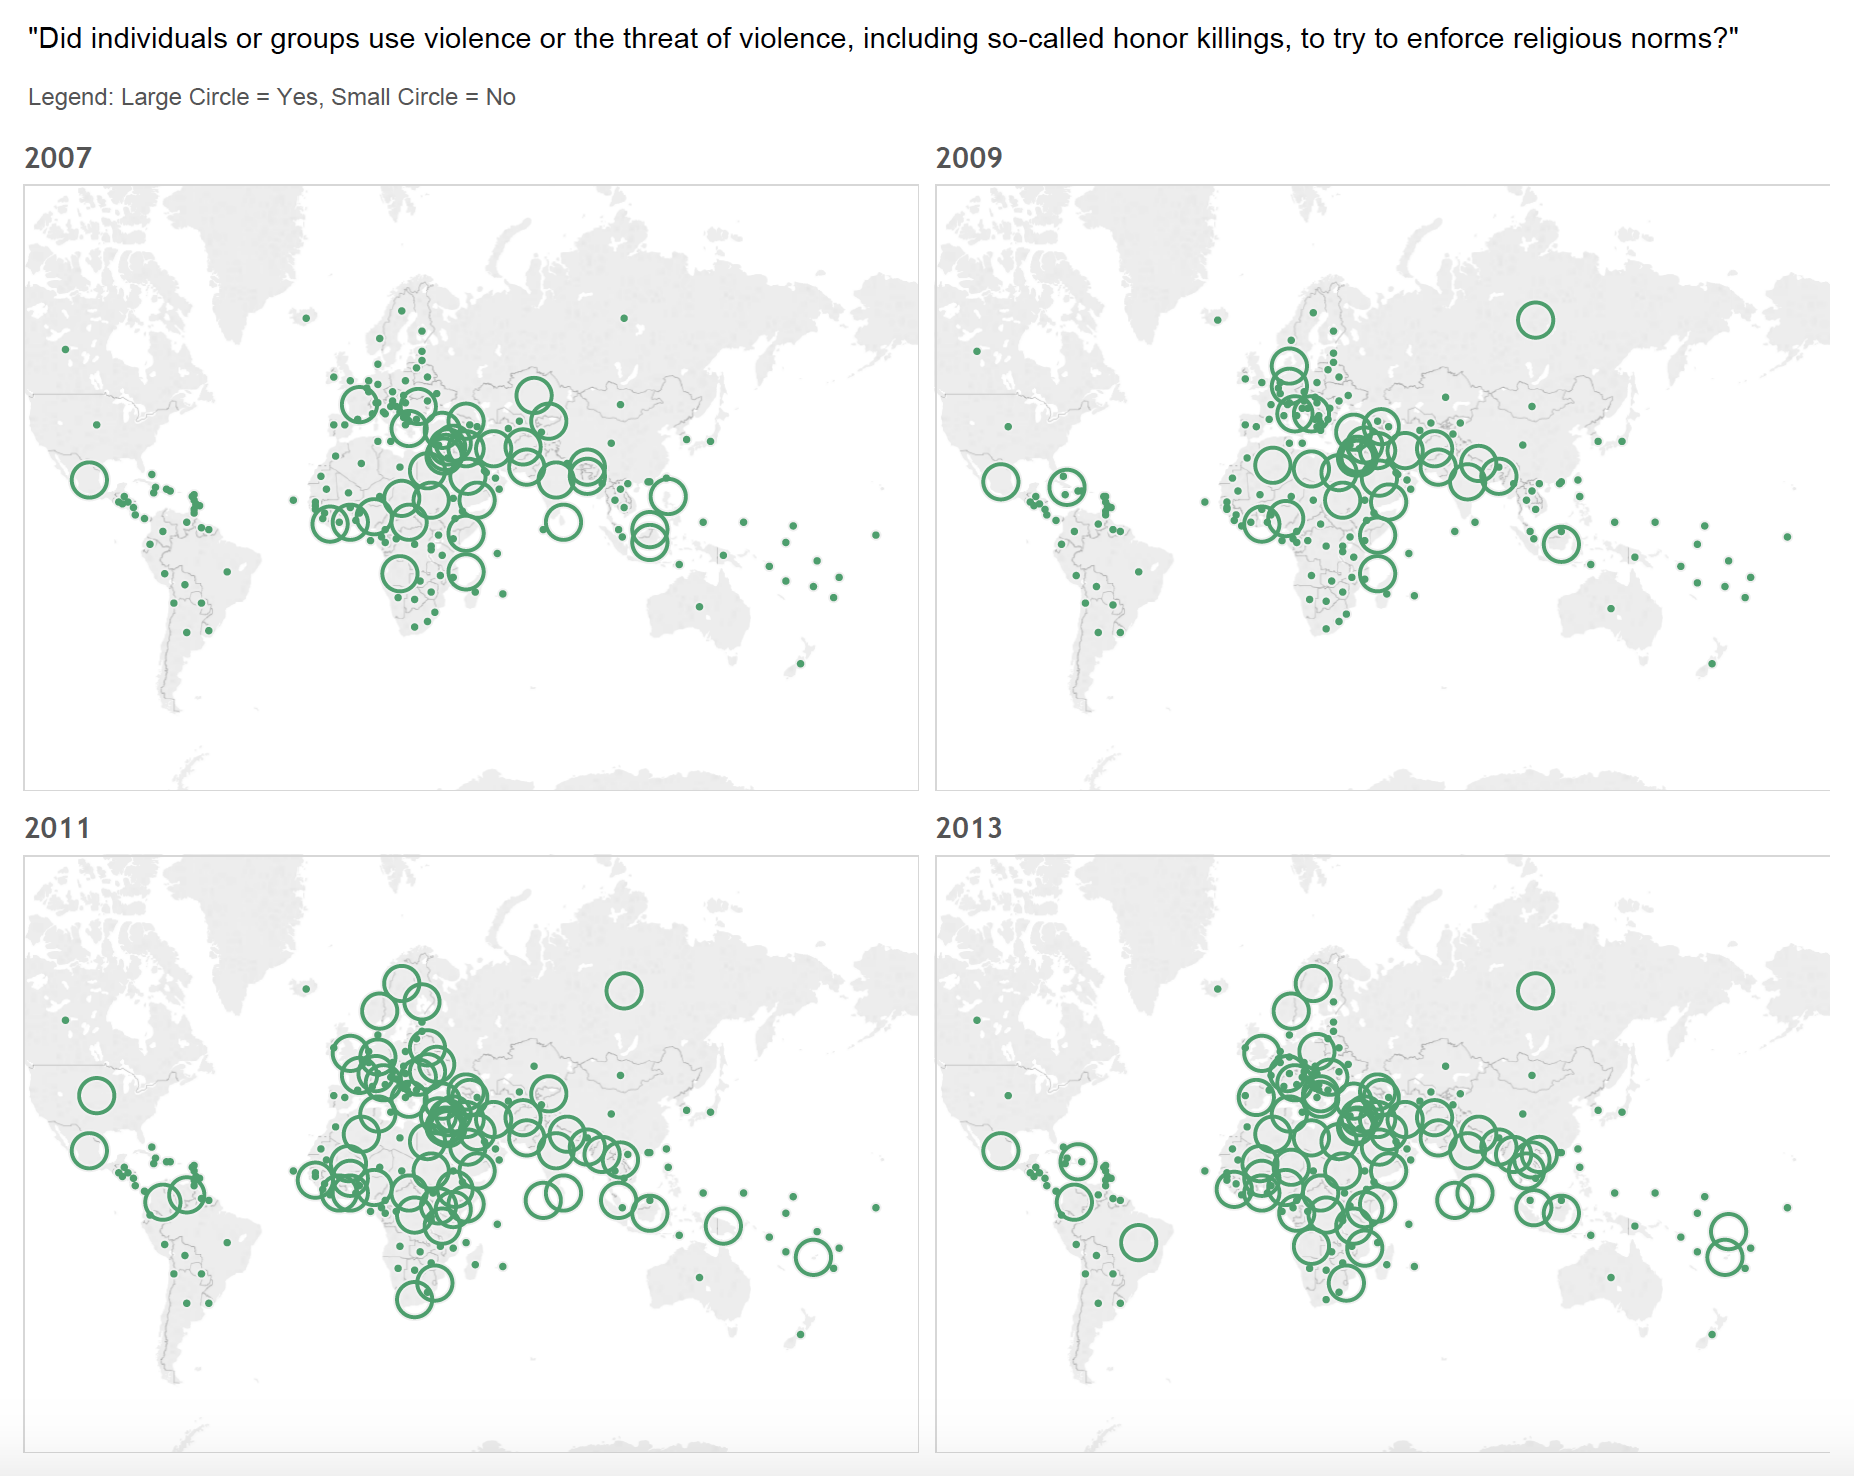 "Did individuals or groups use violence or the threat of violence, including so-called honor killings, to try to enforce religious norms?"
Legend: Large Circle = Yes, Small Circle = No
2007
2009
2011
2013